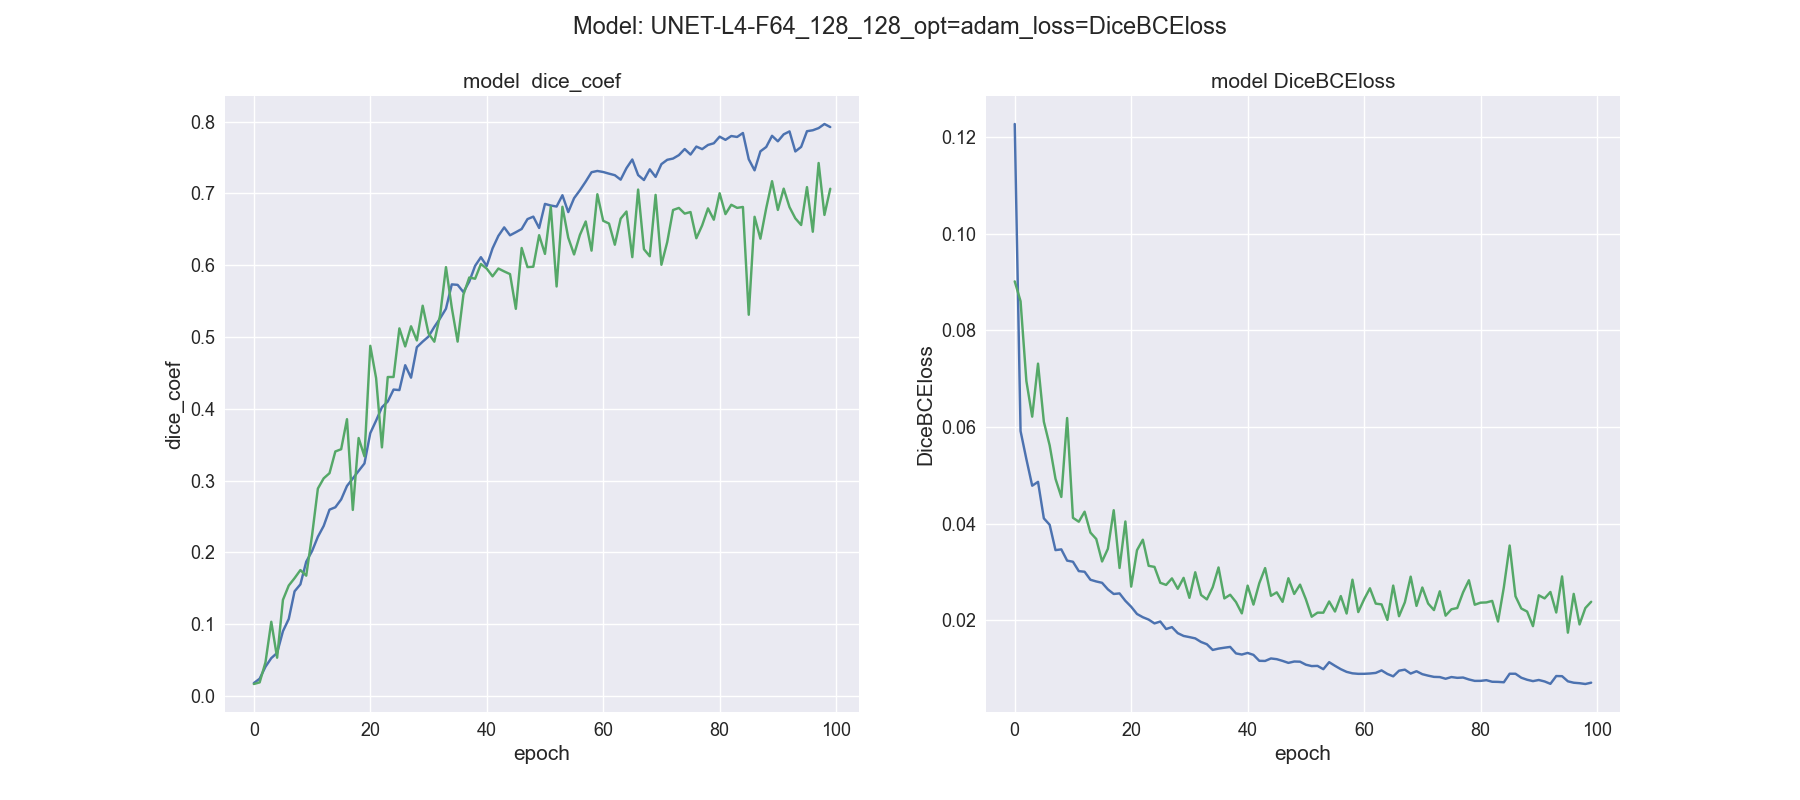 Model: UNET-L4-F64_128_128_opt=adam_loss=DiceBCEloss
model  dice_coef
dice_coef
0.8
0.7
0.6
0.5
0.4
0.3
0.2
0.1
0.0
0 20 40 60 80 100
epoch
model DiceBCEloss
DiceBCEloss
0.12
0.10
0.08
0.06
0.04
0.02
0 20 40 60 80 100
epoch